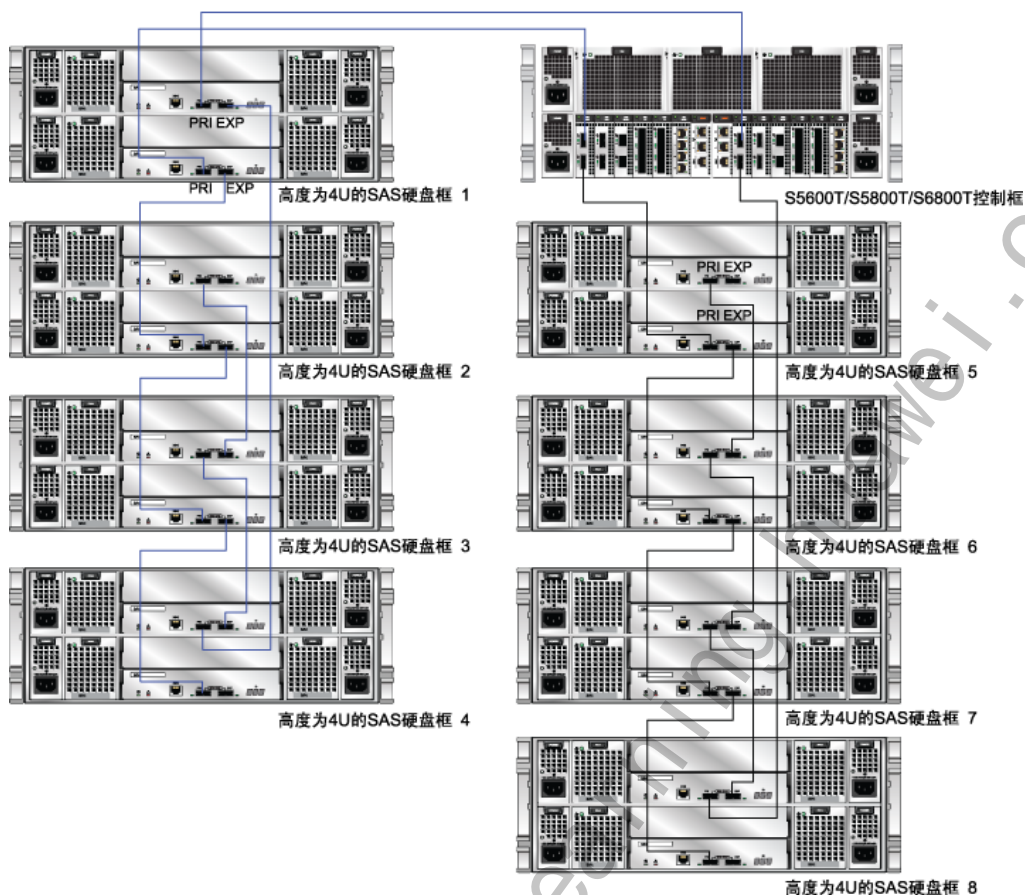 PRI EXP
PRI EXP
高度为4U的SAS硬盘框 1
S5600T/S5800T/S6800T控制框
高度为4U的SAS硬盘框 2
PRI EXP
PRI EXP
高度为4U的SAS硬盘框 5
高度为4U的SAS硬盘框 3
高度为4U的SAS硬盘框 6
高度为4U的SAS硬盘框 4
高度为4U的SAS硬盘框 7
高度为4U的SAS硬盘框 8
earning.huawei.c